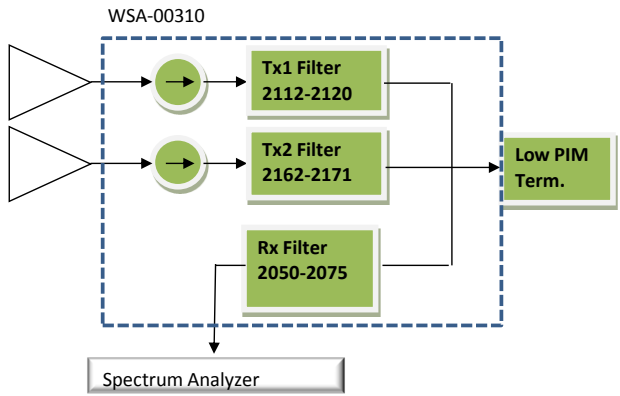 WSA-00310
Tx1 Filter
2112-2120
Tx2 Filter
2162-2171
Low PIM
Term.
Rx Filter
2050-2075
Spectrum Analyzer